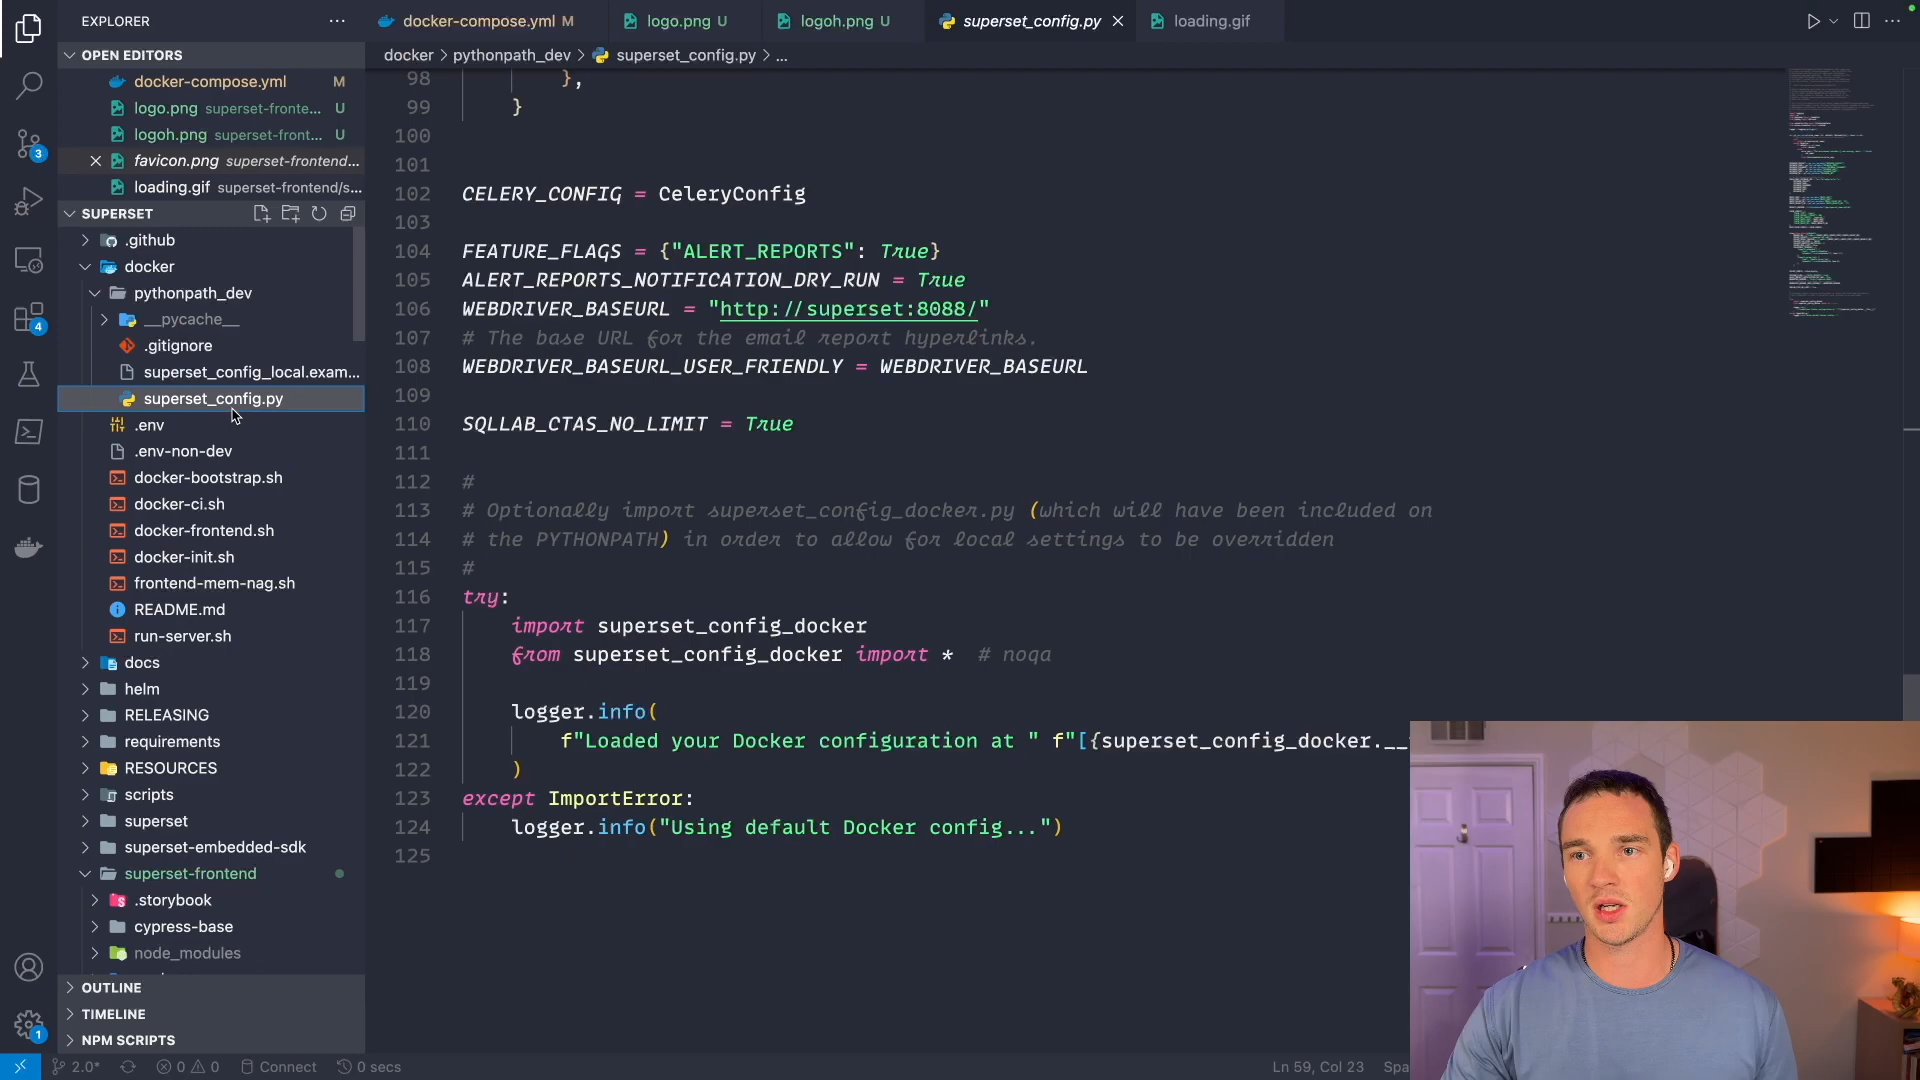 EXPLORER
docker-compose.yml M
logo.png U
logoh.png U
superset_config.py
loading.gif
OPEN EDITORS
docker > pythonpath_dev > superset_config.py > ...
docker-compose.yml M
logo.png superset-fronte... U
logoh.png superset-front... U
favicon.png superset-frontend...
loading.gif superset-frontend/s...
SUPERSET
.github
docker
pythonpath_dev
__pycache__
.gitignore
superset_config_local.exam...
superset_config.py
.env
.env-non-dev
docker-bootstrap.sh
docker-ci.sh
docker-frontend.sh
docker-init.sh
frontend-mem-nag.sh
README.md
run-server.sh
docs
helm
RELEASING
requirements
RESOURCES
scripts
superset
superset-embedded-sdk
superset-frontend
.storybook
cypress-base
node_modules
OUTLINE
TIMELINE
NPM SCRIPTS
3
4
1
98 },
99 }
100
101
102 CELERY_CONFIG = CeleryConfig
103
104 FEATURE_FLAGS = {"ALERT_REPORTS": True}
105 ALERT_REPORTS_NOTIFICATION_DRY_RUN = True
106 WEBDRIVER_BASEURL = "http://superset:8088/"
107 # The base URL for the email report hyperlinks.
108 WEBDRIVER_BASEURL_USER_FRIENDLY = WEBDRIVER_BASEURL
109
110 SQLLAB_CTAS_NO_LIMIT = True
111
112 #
113 # Optionally import superset_config_docker.py (which will have been included on
114 # the PYTHONPATH) in order to allow for local settings to be overridden
115 #
116 try:
117 import superset_config_docker
118 from superset_config_docker import * # noqa
119
120 logger.info(
121 f"Loaded your Docker configuration at " f"[{superset_config_docker.__
122 )
123 except ImportError:
124 logger.info("Using default Docker config...")
125
2.0* 0 0 Connect 0 secs
Ln 59, Col 23 Spa